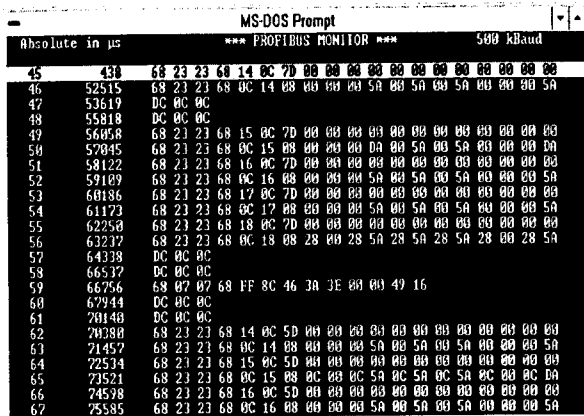 MS-DOS Prompt
Absolute in µs *** PROFIBUS MONITOR *** 500 kBaud
45 438 68 23 23 68 14 0C 7D 00 00 00 00 00 00 00 00 00 00 00 00
46 52515 68 23 23 68 0C 14 08 00 00 00 00 5A 00 5A 00 00 00 5A
47 53619 DC 0C 0C
48 55818 DC 0C 0C
49 56058 68 23 23 68 15 0C 7D 00 00 00 00 00 00 00 00 00 00 00
50 57045 68 23 23 68 0C 15 08 00 00 00 DA 00 5A 00 5A 00 00 00 DA
51 58122 68 23 23 68 16 0C 7D 00 00 00 00 00 00 00 00 00 00 00
52 59109 68 23 23 68 0C 16 08 00 00 00 5A 00 5A 00 5A 00 00 00 5A
53 60186 68 23 23 68 17 0C 7D 00 00 00 00 00 00 00 00 00 00 00
54 61173 68 23 23 68 0C 17 08 00 00 00 5A 00 5A 00 5A 00 00 00 5A
55 62250 68 23 23 68 18 0C 7D 00 00 00 00 00 00 00 00 00 00 00
56 63237 68 23 23 68 0C 18 08 28 00 28 5A 28 5A 28 5A 28 00 28 5A
57 64338 DC 0C 0C
58 66537 DC 0C 0C
59 66756 68 07 07 68 FF 8C 46 3A 3E 00 00 49 16
60 67944 DC 0C 0C
61 70140 DC 0C 0C
62 70380 68 23 23 68 14 0C 5D 00 00 00 00 00 00 00 00 00 00 00 00
63 71457 68 23 23 68 0C 14 08 00 00 00 5A 00 5A 00 5A 00 00 00 5A
64 72534 68 23 23 68 15 0C 5D 00 00 00 00 00 00 00 00 00 00 00 00
65 73521 68 23 23 68 0C 15 08 0C 00 0C 5A 0C 5A 0C 5A 0C 00 0C DA
66 74598 68 23 23 68 16 0C 5D 00 00 00 00 00 00 00 00 00 00 00 00
67 75585 68 23 23 68 0C 16 08 00 00 00 5A 00 5A 00 5A 00 00 00 5A